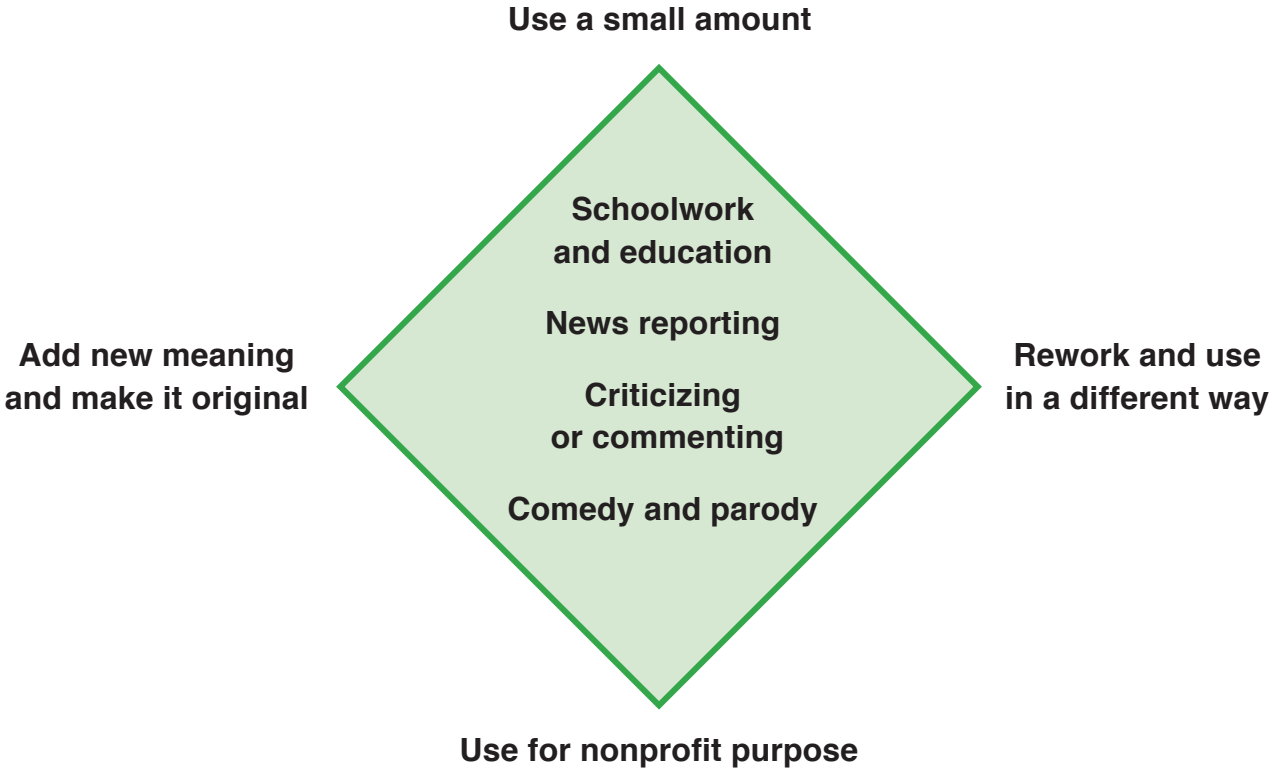 Use a small amount
Schoolwork
and education
News reporting
Add new meaning
and make it original
Rework and use
in a different way
Criticizing
or commenting
Comedy and parody
Use for nonprofit purpose